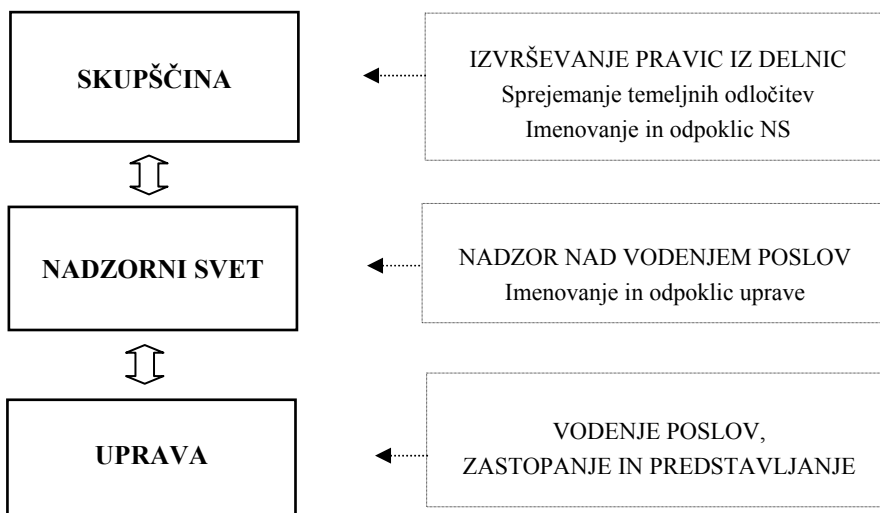 SKUPŠČINA
IZVRŠEVANJE PRAVIC IZ DELNIC
Sprejemanje temeljnih odločitev
Imenovanje in odpoklic NS
NADZORNI SVET
NADZOR NAD VODENJEM POSLOV
Imenovanje in odpoklic uprave
UPRAVA
VODENJE POSLOV,
ZASTOPANJE IN PREDSTAVLJANJE